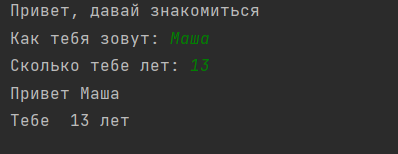 Привет, давай знакомиться
Как тебя зовут: Маша
Сколько тебе лет: 13
Привет Маша
Тебе  13 лет